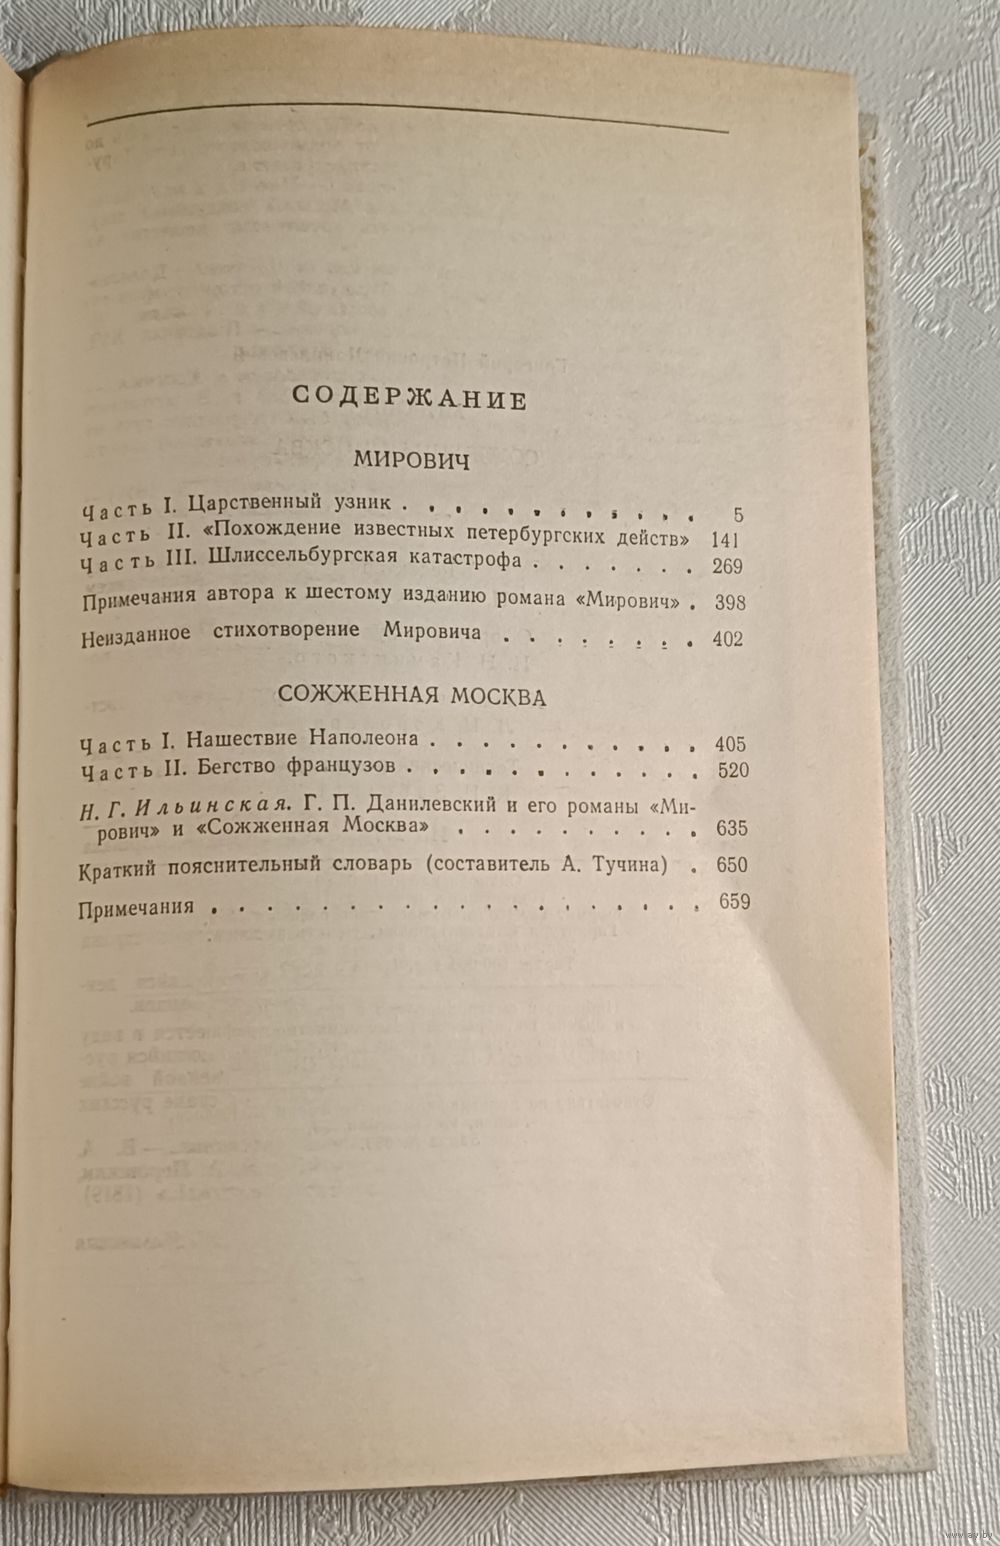 СОДЕРЖАНИЕ
МИРОВИЧ
Часть I. Царственный узник . . . . . . . . . . . . 5
Часть II. «Похождение известных петербургских действ» 141
Часть III. Шлиссельбургская катастрофа . . . . . . . 269
Примечания автора к шестому изданию романа «Мирович» . 398
Неизданное стихотворение Мировича . . . . . . . . 402
СОЖЖЕННАЯ МОСКВА
Часть I. Нашествие Наполеона . . . . . . . . . . . 405
Часть II. Бегство французов . . . . . . . . . . . . 520
Н. Г. Ильинская. Г. П. Данилевский и его романы «Ми-
рович» и «Сожженная Москва» . . . . . . . . . . 635
Краткий пояснительный словарь (составитель А. Тучина) . 650
Примечания . . . . . . . . . . . . . . . . . . . 659
www.ay.by